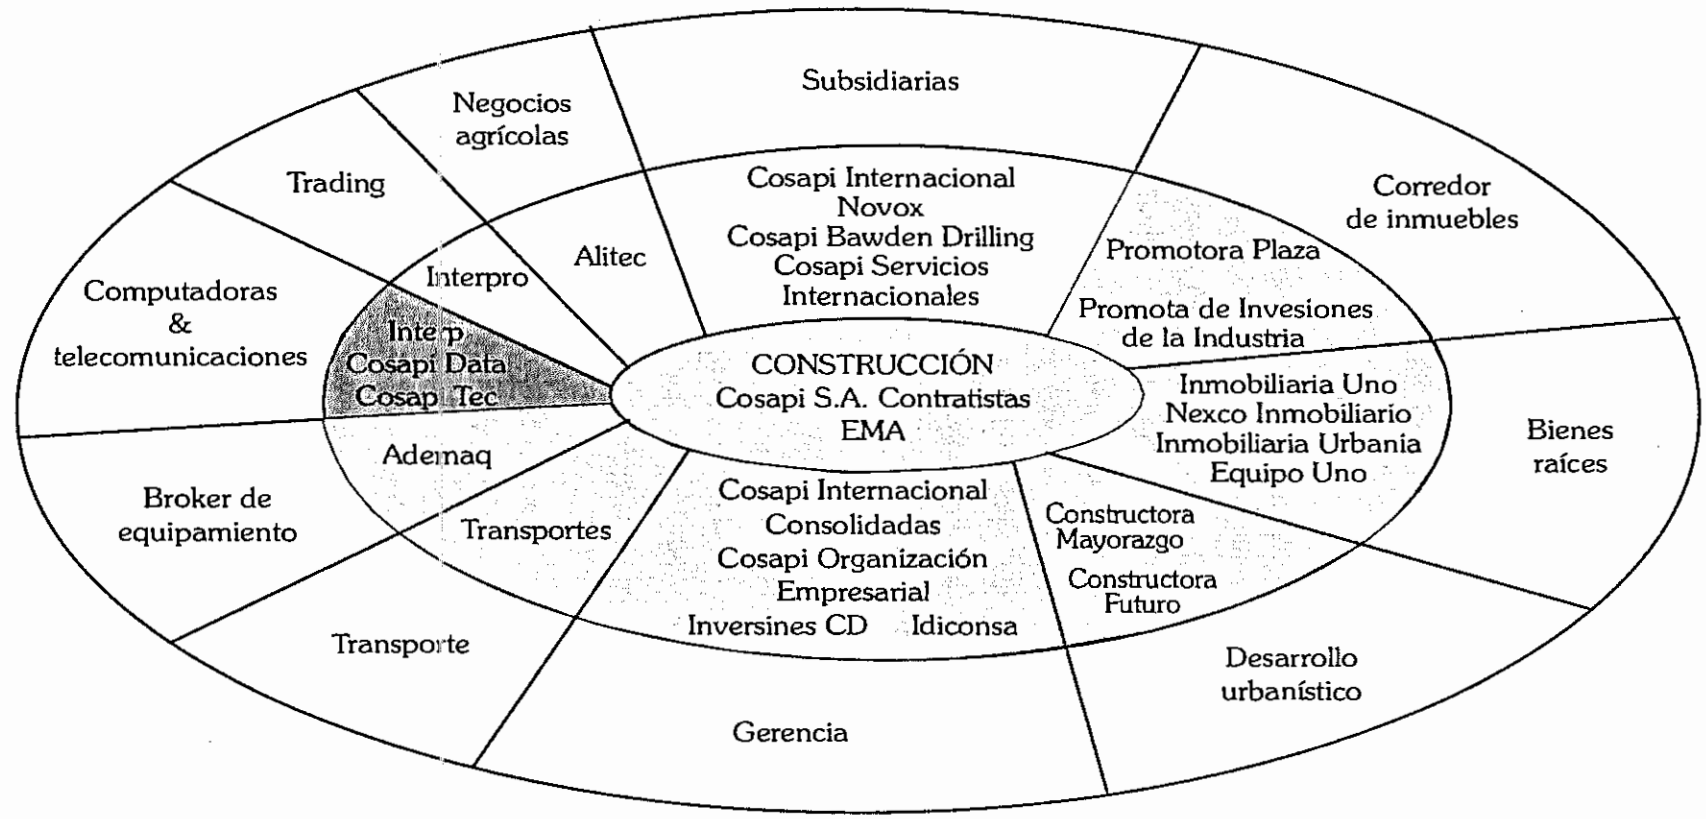 Subsidiarias
Negocios
agrícolas
Trading
Computadoras
&
telecomunicaciones
Broker de
equipamiento
Transporte
Gerencia
Desarrollo
urbanístico
Bienes
raíces
Corredor
de inmuebles
Cosapi Internacional
Novox
Cosapi Bawden Drilling
Cosapi Servicios
Internacionales
Alitec
Interpro
Interp
Cosapi Data
Cosapi Tec
Ademaq
Transportes
Cosapi Internacional
Consolidadas
Cosapi Organización
Empresarial
Inversines CD Idiconsa
Constructora
Mayorazgo
Constructora
Futuro
Inmobiliaria Uno
Nexco Inmobiliario
Inmobiliaria Urbania
Equipo Uno
Promotora Plaza
Promota de Invesiones
de la Industria
CONSTRUCCIÓN
Cosapi S.A. Contratistas
EMA